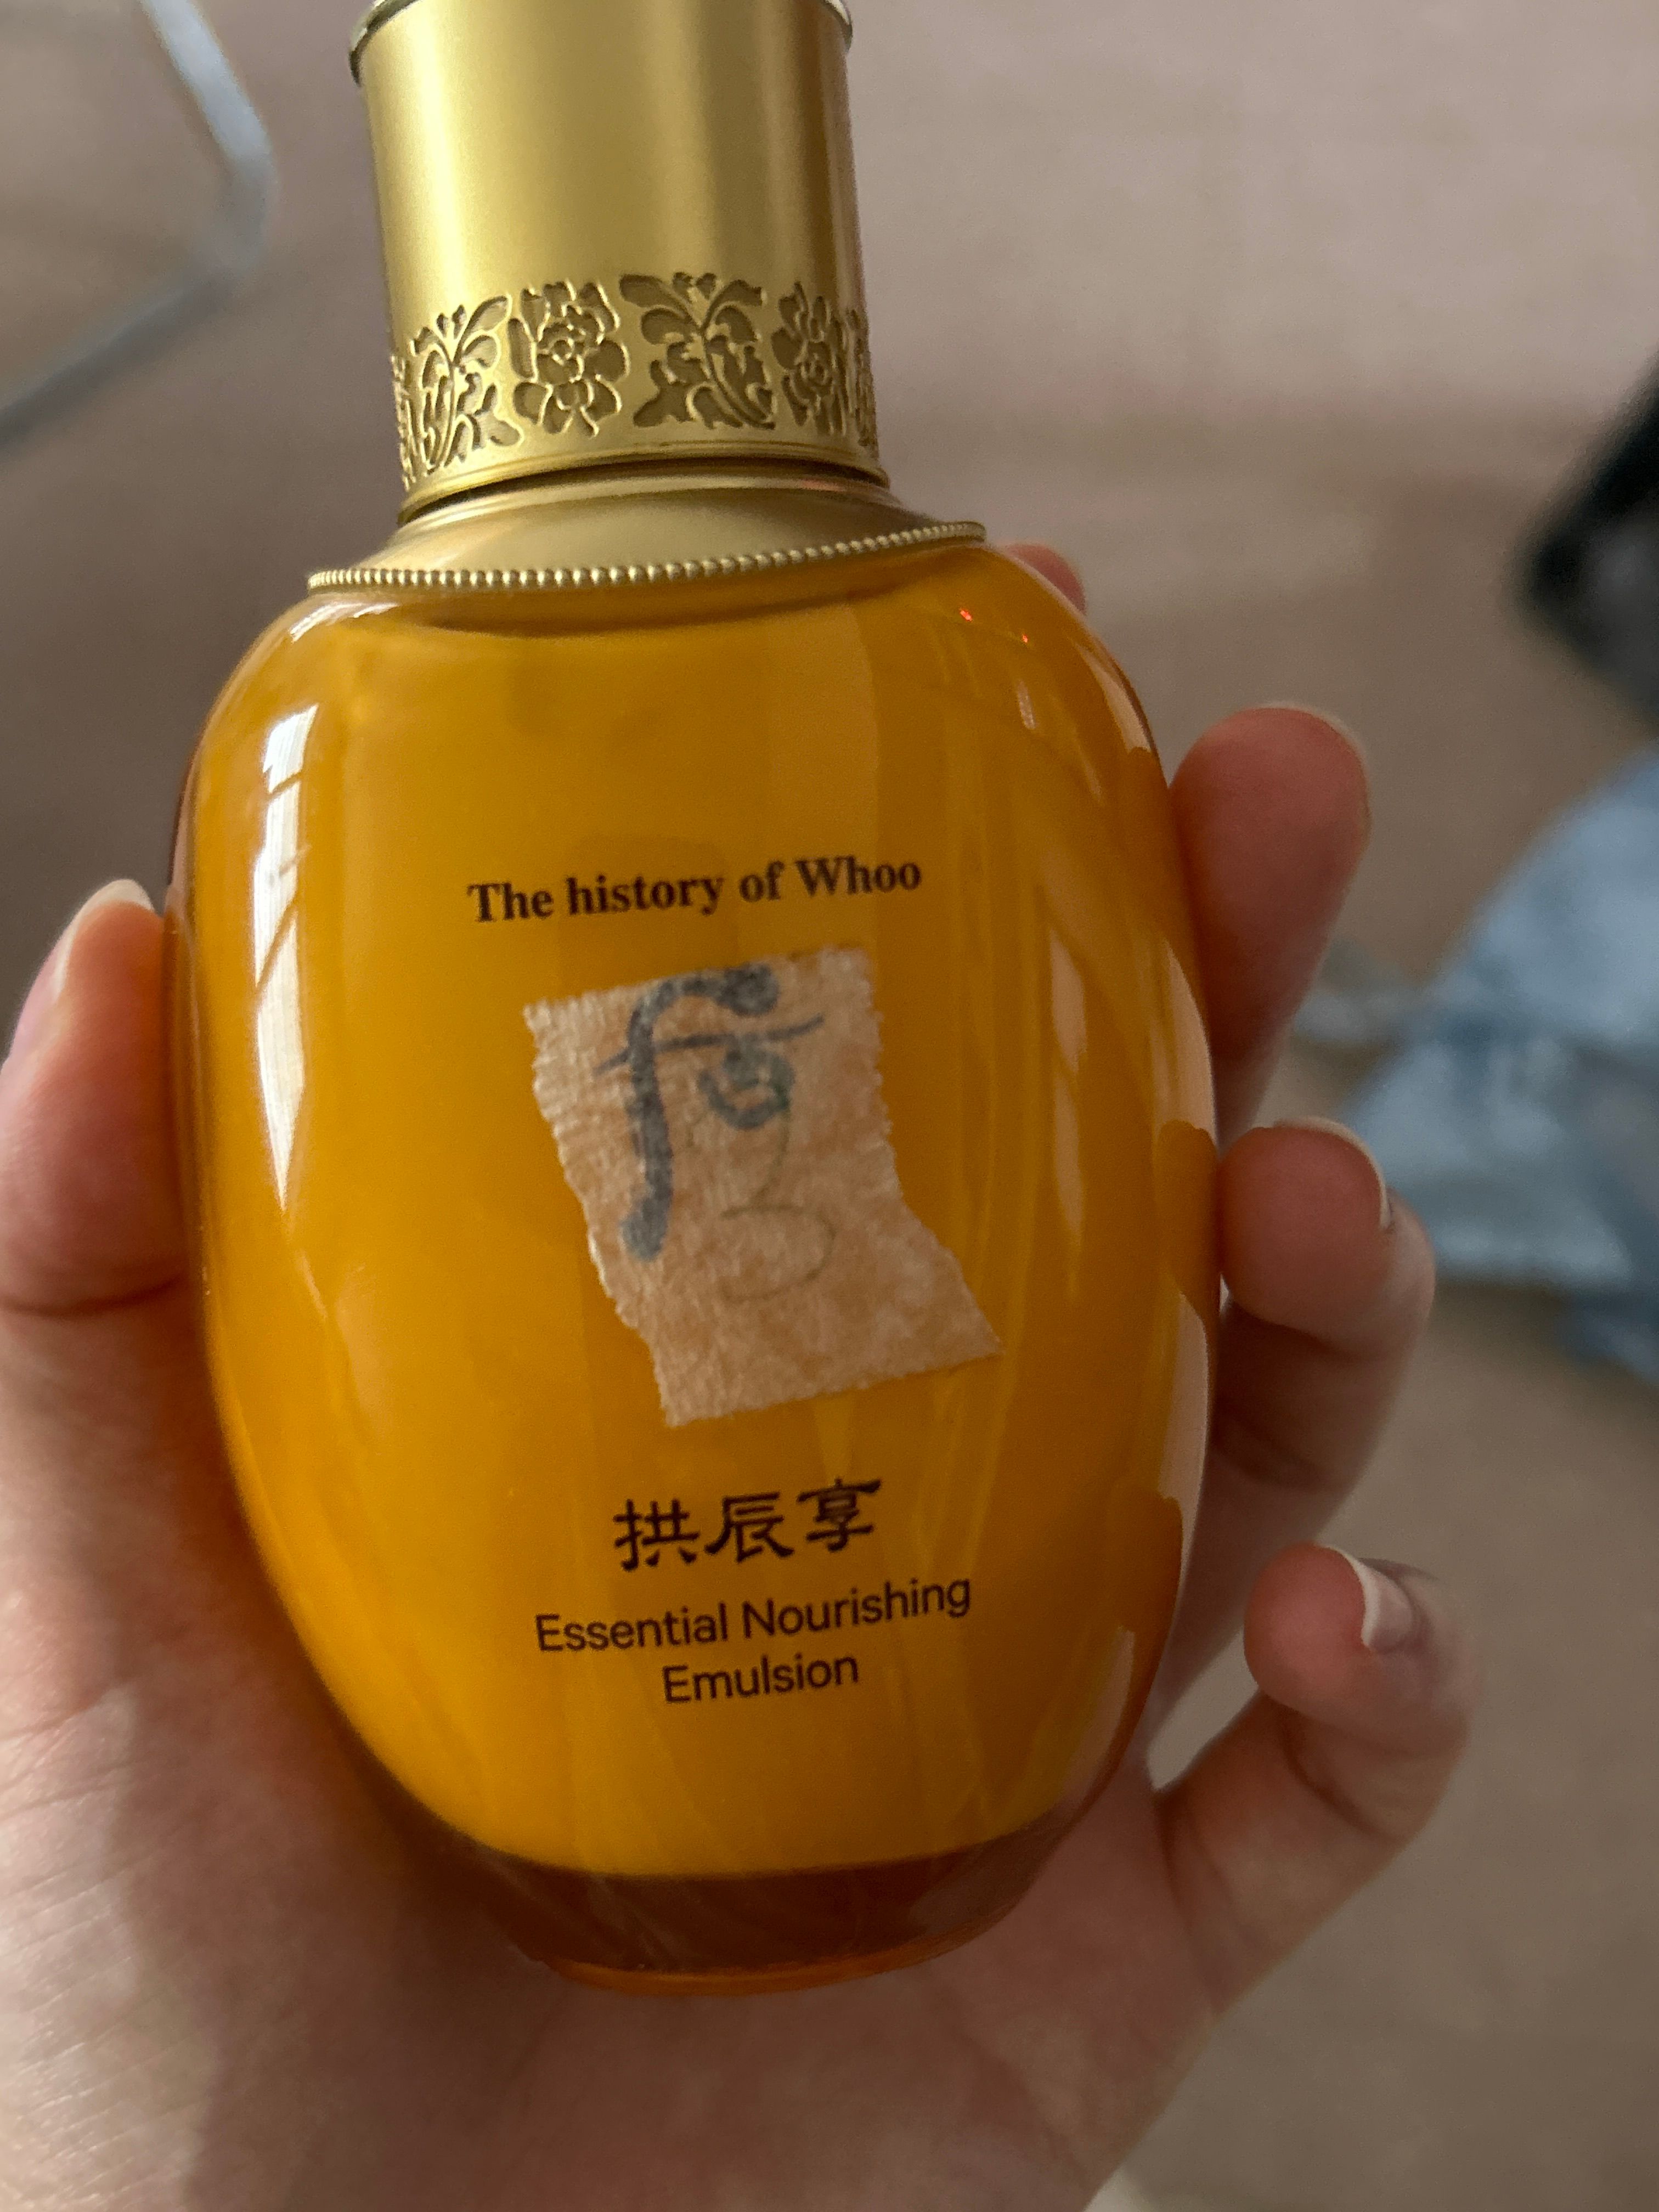 The history of Whoo
拱辰享
Essential Nourishing
Emulsion